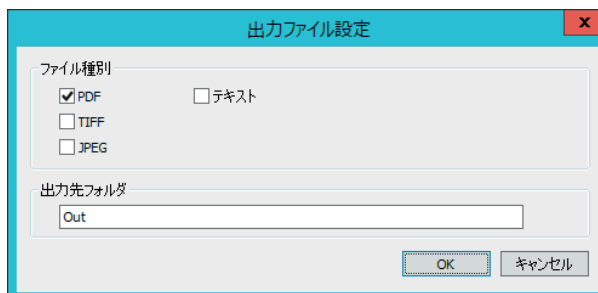 出力ファイル設定
x
ファイル種別
PDF
テキスト
TIFF
JPEG
出力先フォルダ
Out
OK
キャンセル